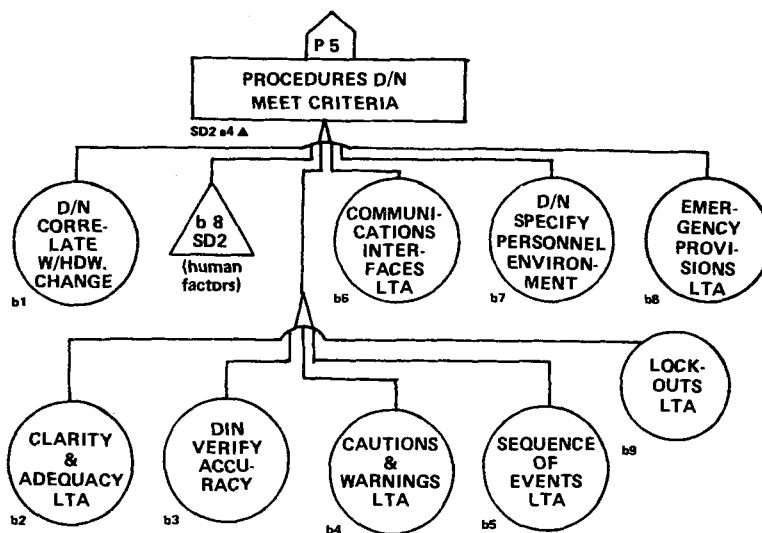 P 5
PROCEDURES D/N
MEET CRITERIA
SD2 a4 ▲
D/N
CORRE-
LATE
W/HDW.
CHANGE
b1
b 8
SD2
(human
factors)
COMMUNI-
CATIONS
INTER-
FACES
LTA
b6
D/N
SPECIFY
PERSONNEL
ENVIRON-
MENT
b7
EMER-
GENCY
PROVI-
SIONS
LTA
b8
CLARITY
&
ADEQUACY
LTA
b2
DIN
VERIFY
ACCU-
RACY
b3
CAUTIONS
&
WARNINGS
LTA
b4
SEQUENCE
OF
EVENTS
LTA
b5
LOCK-
OUTS
LTA
b9